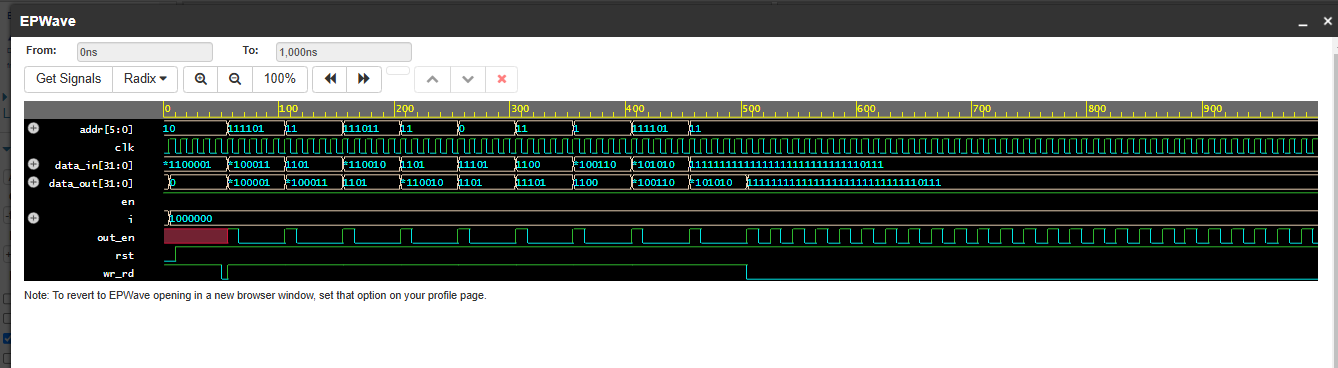 EPWave
From: 0ns To: 1,000ns
Get Signals Radix 100%
0 100 200 300 400 500 600 700 800 900
addr[5:0] 10 111101 11 111011 11 0 11 1 111101 11
clk
data_in[31:0] *1100001 *100011 1101 *110010 1101 11101 1100 *100110 *101010 11111111111111111111111111110111
data_out[31:0] 0 *100001 *100011 1101 *110010 1101 11101 1100 *100110 *101010 11111111111111111111111111110111
en
i 1000000
out_en
rst
wr_rd
Note: To revert to EPWave opening in a new browser window, set that option on your profile page.